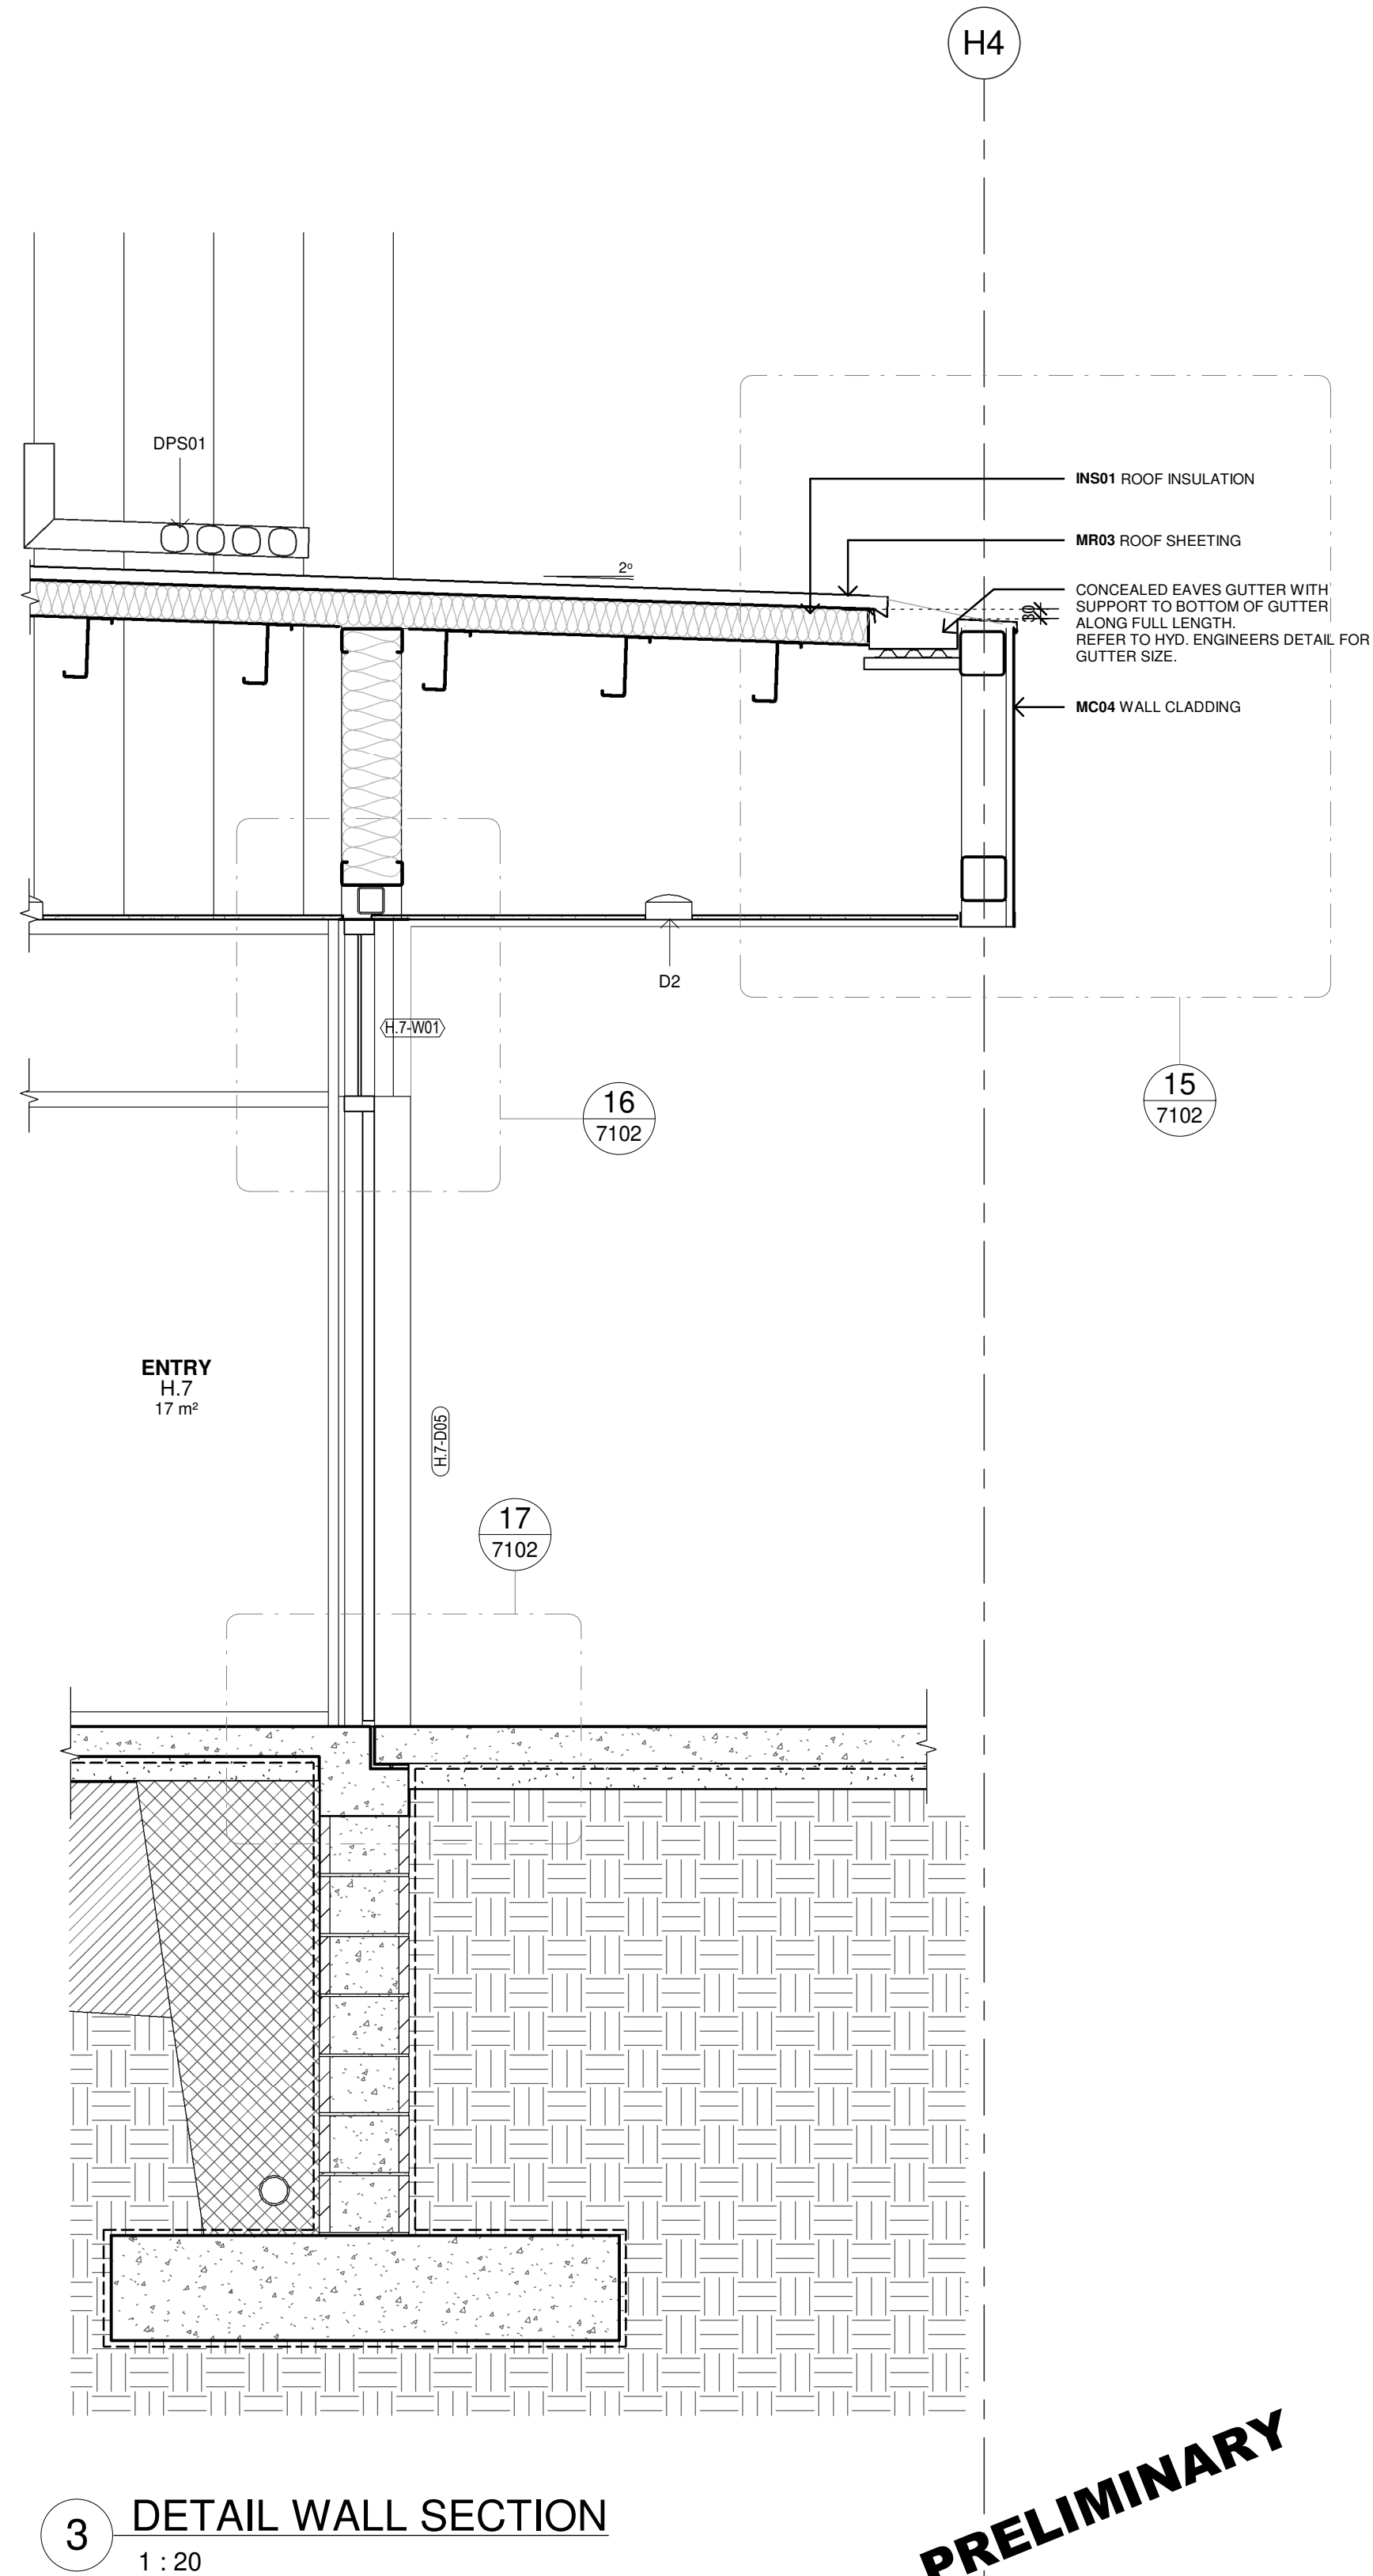 H4
DPS01
2°
INS01 ROOF INSULATION
MR03 ROOF SHEETING
CONCEALED EAVES GUTTER WITH
SUPPORT TO BOTTOM OF GUTTER
ALONG FULL LENGTH.
REFER TO HYD. ENGINEERS DETAIL FOR
GUTTER SIZE.
30
MC04 WALL CLADDING
D2
H.7-W01
16
7102
15
7102
ENTRY
H.7
17 m²
H.7-D05
17
7102
3 DETAIL WALL SECTION
1 : 20
PRELIMINARY